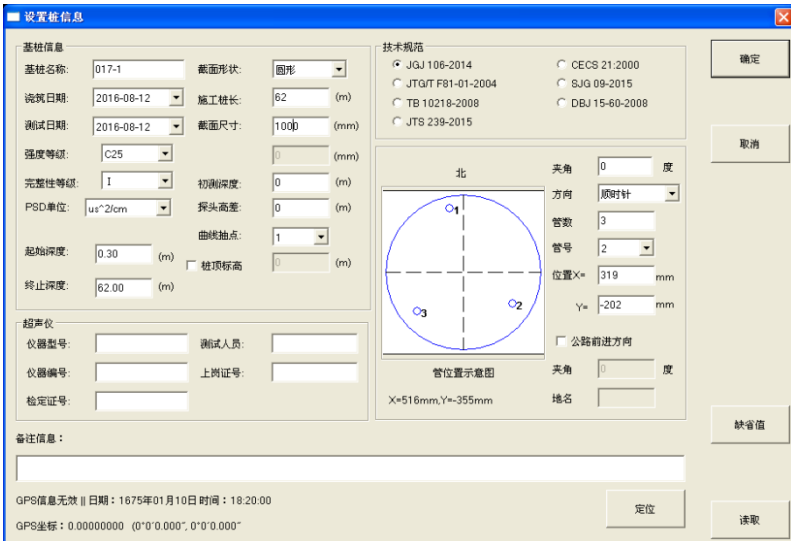 设置桩信息
基桩信息
基桩名称: 017-1 截面形状: 圆形
浇筑日期: 2016-08-12 施工桩长: 62 (m)
测试日期: 2016-08-12 截面尺寸: 1000 (mm)
强度等级: C25 0 (mm)
完整性等级: I 初测深度: 0 (m)
PSD单位: us^2/cm 探头高差: 0 (m)
曲线抽点: 1
起始深度: 0.30 (m) 桩顶标高 0 (m)
终止深度: 62.00 (m)
超声仪
仪器型号: 测试人员:
仪器编号: 上岗证号:
检定证号:
技术规范
JGJ 106-2014 CECS 21:2000
JTG/T F81-01-2004 SJG 09-2015
TB 10218-2008 DBJ 15-60-2008
JTS 239-2015
北
1
2
3
管位置示意图
X=516mm,Y=-355mm
夹角 0 度
方向 顺时针
管数 3
管号 2
位置X= 319 mm
Y= -202 mm
公路前进方向
夹角 0 度
地名
确定
取消
缺省值
读取
备注信息：
GPS信息无效 || 日期：1675年01月10日 时间：18:20:00
GPS坐标：0.00000000 (0°0'0.000", 0°0'0.000"
定位